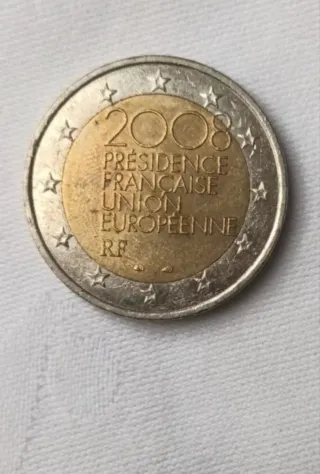 2008
PRÉSIDENCE
FRANÇAISE
UNION
EUROPÉENNE
RF